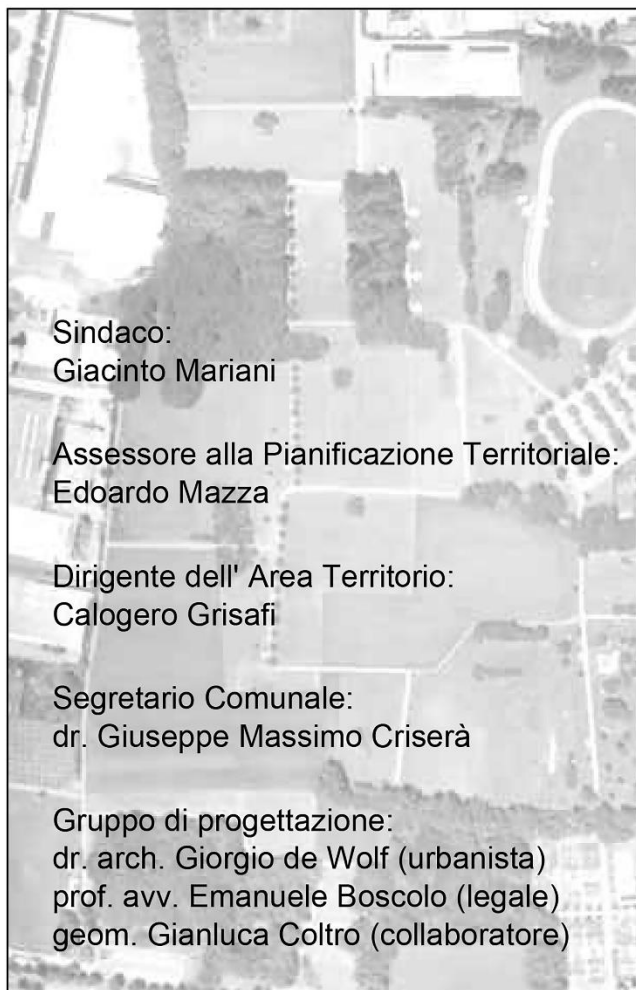 Sindaco:
Giacinto Mariani
Assessore alla Pianificazione Territoriale:
Edoardo Mazza
Dirigente dell' Area Territorio:
Calogero Grisafi
Segretario Comunale:
dr. Giuseppe Massimo Criserà
Gruppo di progettazione:
dr. arch. Giorgio de Wolf (urbanista)
prof. avv. Emanuele Boscolo (legale)
geom. Gianluca Coltro (collaboratore)